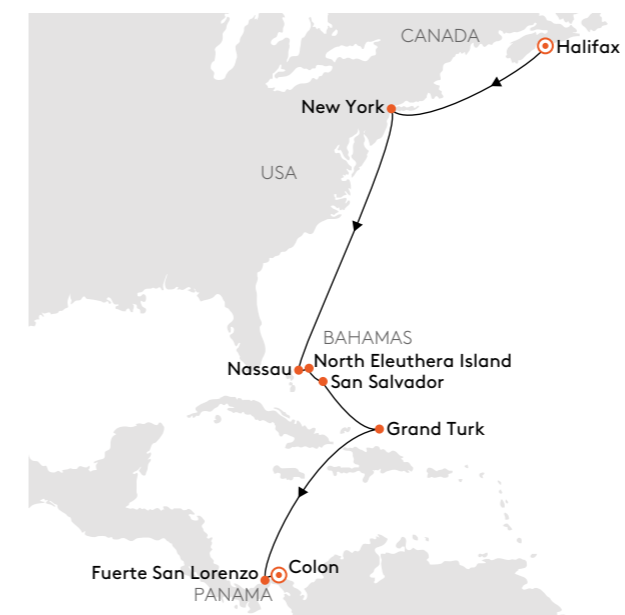 CANADA
Halifax
New York
USA
BAHAMAS
North Eleuthera Island
Nassau
San Salvador
Grand Turk
Colon
Fuerte San Lorenzo
PANAMA